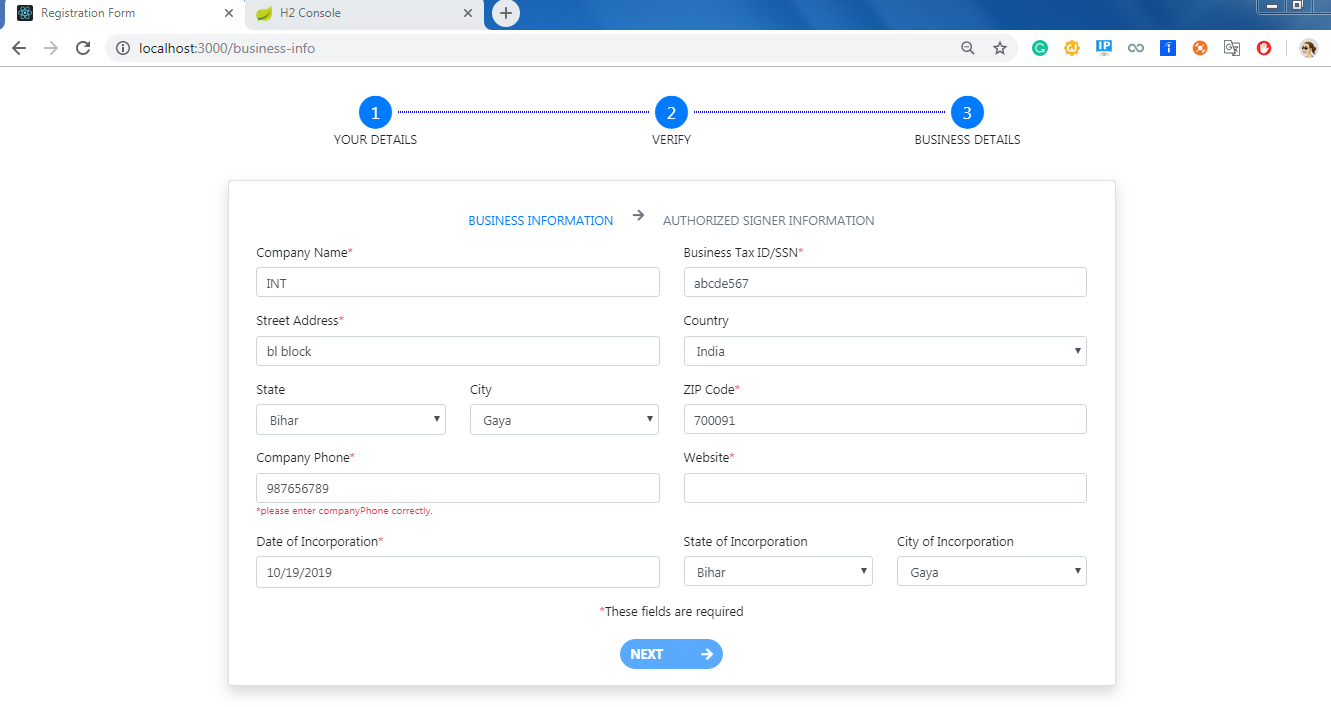 Registration Form
H2 Console
localhost:3000/business-info
IP
1 2 3
YOUR DETAILS VERIFY BUSINESS DETAILS
BUSINESS INFORMATION → AUTHORIZED SIGNER INFORMATION
Company Name* Business Tax ID/SSN*
INT abcde567
Street Address* Country
bl block India
State City ZIP Code*
Bihar Gaya 700091
Company Phone* Website*
987656789
*please enter companyPhone correctly.
Date of Incorporation* State of Incorporation City of Incorporation
10/19/2019 Bihar Gaya
*These fields are required
NEXT →